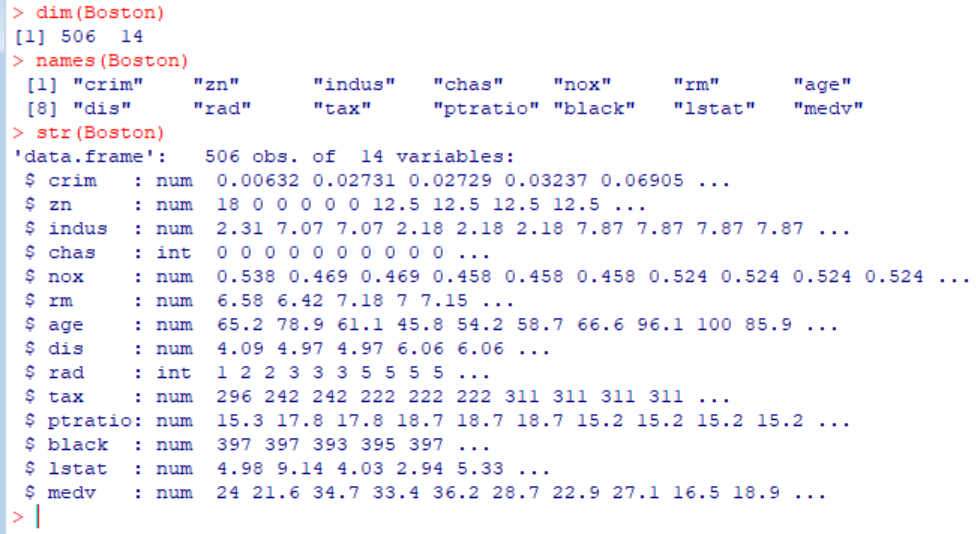 > dim(Boston)
[1] 506  14
> names(Boston)
 [1] "crim"    "zn"      "indus"   "chas"    "nox"     "rm"      "age"
 [8] "dis"     "rad"     "tax"     "ptratio" "black"   "lstat"   "medv"
> str(Boston)
'data.frame':   506 obs. of  14 variables:
 $ crim   : num  0.00632 0.02731 0.02729 0.03237 0.06905 ...
 $ zn     : num  18 0 0 0 0 0 12.5 12.5 12.5 12.5 ...
 $ indus  : num  2.31 7.07 7.07 2.18 2.18 2.18 7.87 7.87 7.87 7.87 ...
 $ chas   : int  0 0 0 0 0 0 0 0 0 0 ...
 $ nox    : num  0.538 0.469 0.469 0.458 0.458 0.458 0.524 0.524 0.524 0.524 ...
 $ rm     : num  6.58 6.42 7.18 7 7.15 ...
 $ age    : num  65.2 78.9 61.1 45.8 54.2 58.7 66.6 96.1 100 85.9 ...
 $ dis    : num  4.09 4.97 4.97 6.06 6.06 ...
 $ rad    : int  1 2 2 3 3 3 5 5 5 5 ...
 $ tax    : num  296 242 242 222 222 222 311 311 311 311 ...
 $ ptratio: num  15.3 17.8 17.8 18.7 18.7 18.7 15.2 15.2 15.2 15.2 ...
 $ black  : num  397 397 393 395 397 ...
 $ lstat  : num  4.98 9.14 4.03 2.94 5.33 ...
 $ medv   : num  24 21.6 34.7 33.4 36.2 28.7 22.9 27.1 16.5 18.9 ...
>